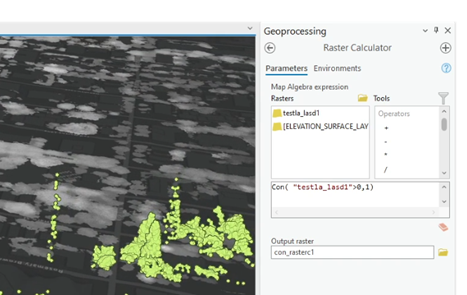 Geoprocessing
Raster Calculator
Parameters Environments
Map Algebra expression
Rasters Tools
testla_lasd1
[ELEVATION_SURFACE_LAY
Operators
+
-
*
/
Con( "testla_lasd1">0,1)
Output raster
con_rasterc1